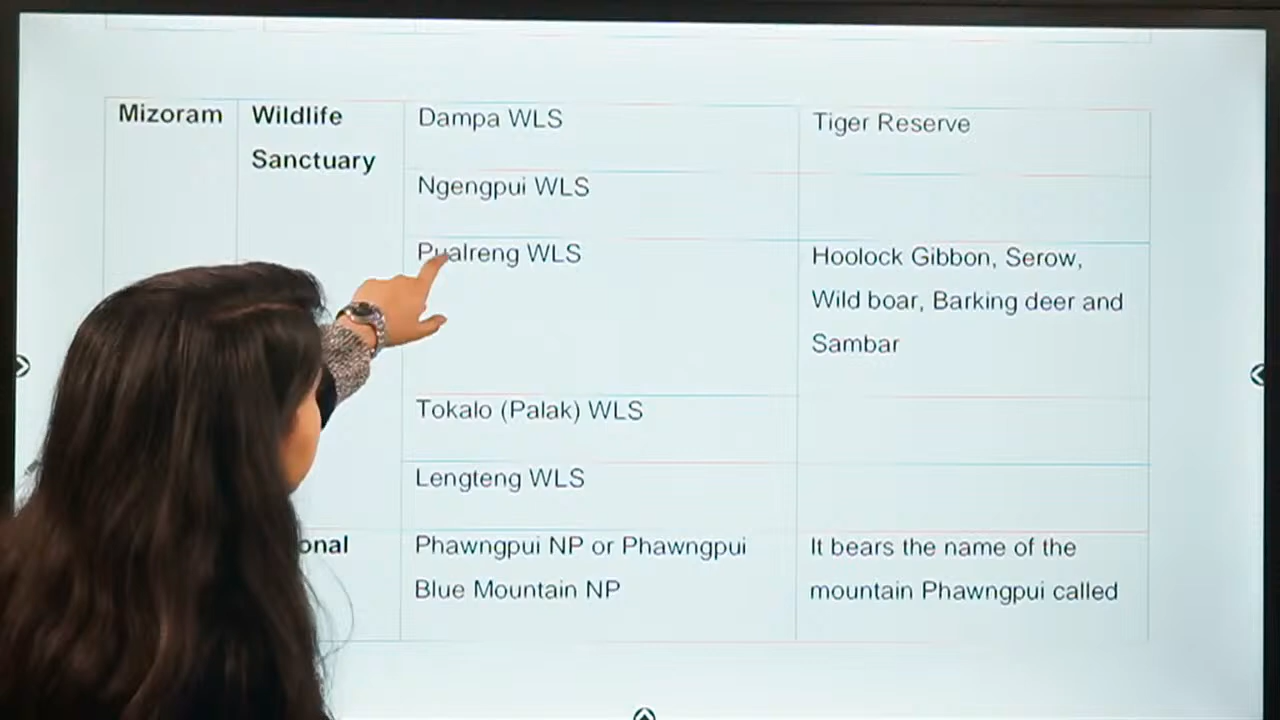 Mizoram Wildlife Dampa WLS Tiger Reserve
Sanctuary
Ngengpui WLS
Pualreng WLS Hoolock Gibbon, Serow,
Wild boar, Barking deer and
Sambar
Tokalo (Palak) WLS
Lengteng WLS
onal Phawngpui NP or Phawngpui It bears the name of the
Blue Mountain NP mountain Phawngpui called